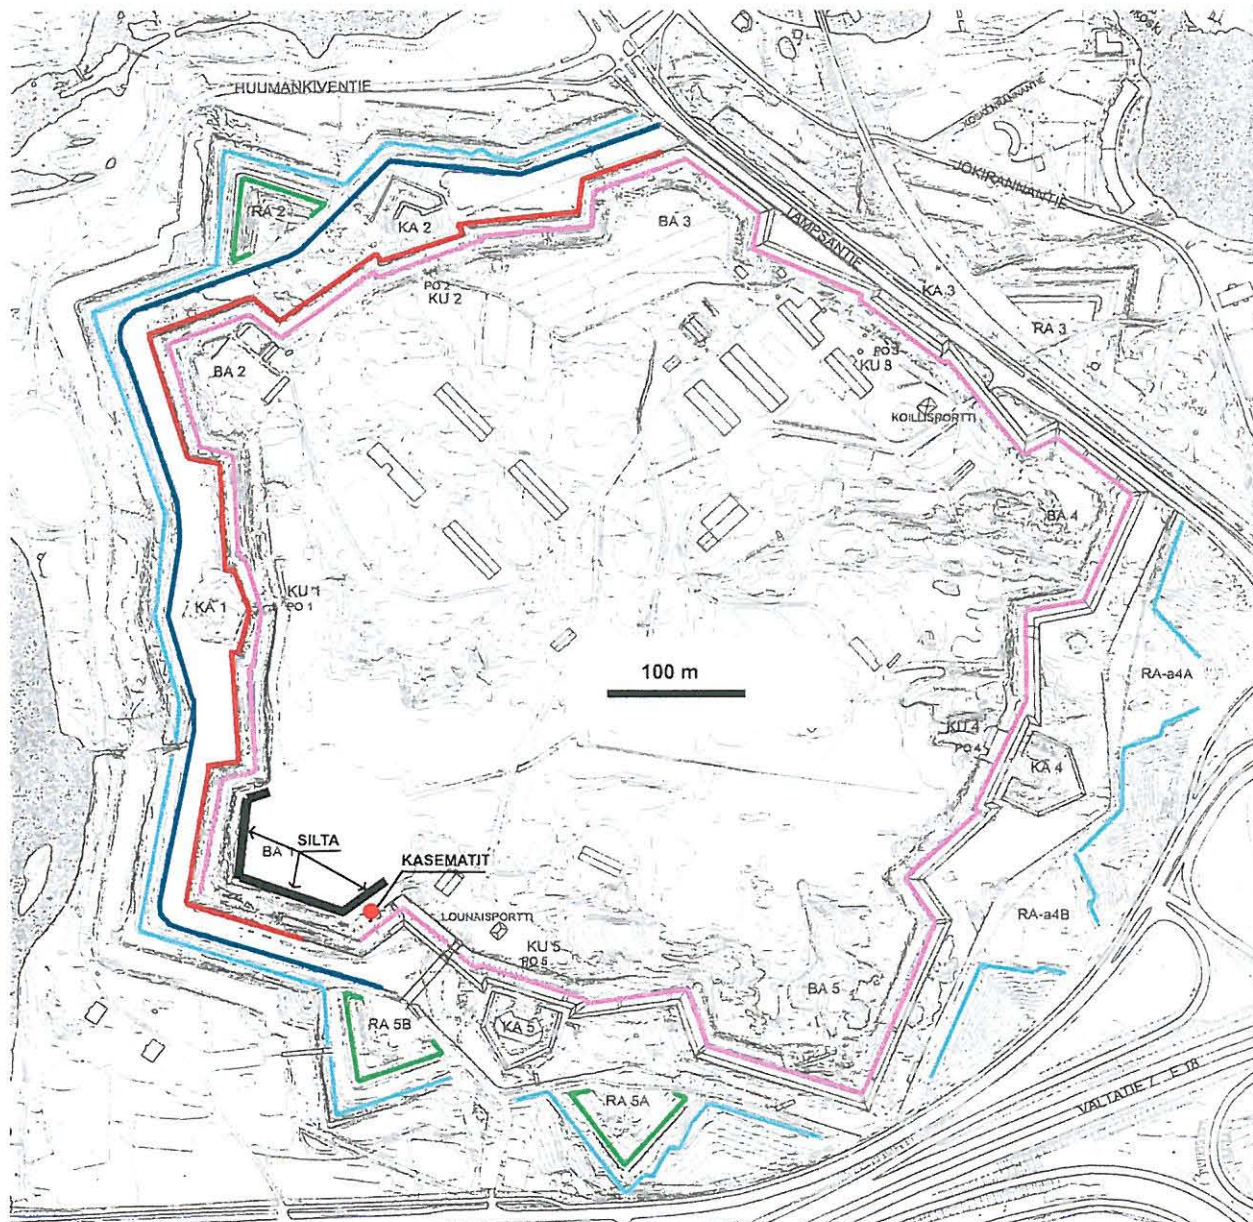 HUUMANKIVENTIE
KOUKONRANNANTIE
JOKIRANNANTIE
LAMPSANTIE
RA 2
KA 2
BA 3
PO 2
KU 2
KA 3
RA 3
BA 2
PO 3
KU 3
KOILLISPORTTI
BA 4
KA 1
KU 1
PO 1
100 m
RA-a4A
KU 4
PO 4
KA 4
SILTA
BA 1
KASEMATIT
LOUNAISPORTTI
RA-a4B
KU 5
PO 5
BA 5
RA 5B
KA 5
RA 5A
VALTATIE 7 E 18